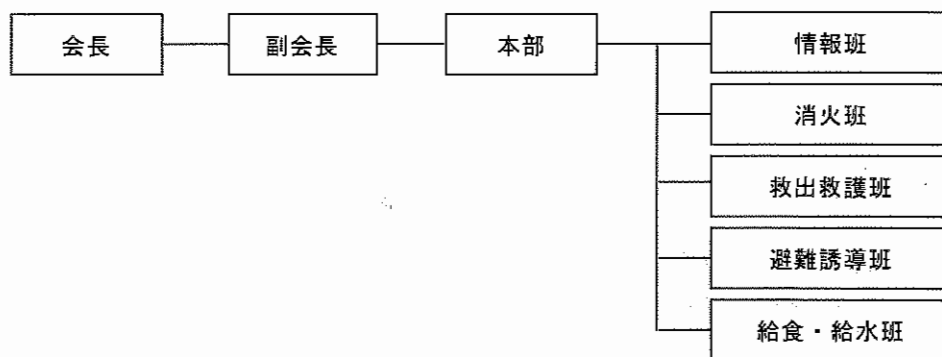 会長
副会長
本部
情報班
消火班
救出救護班
避難誘導班
給食・給水班